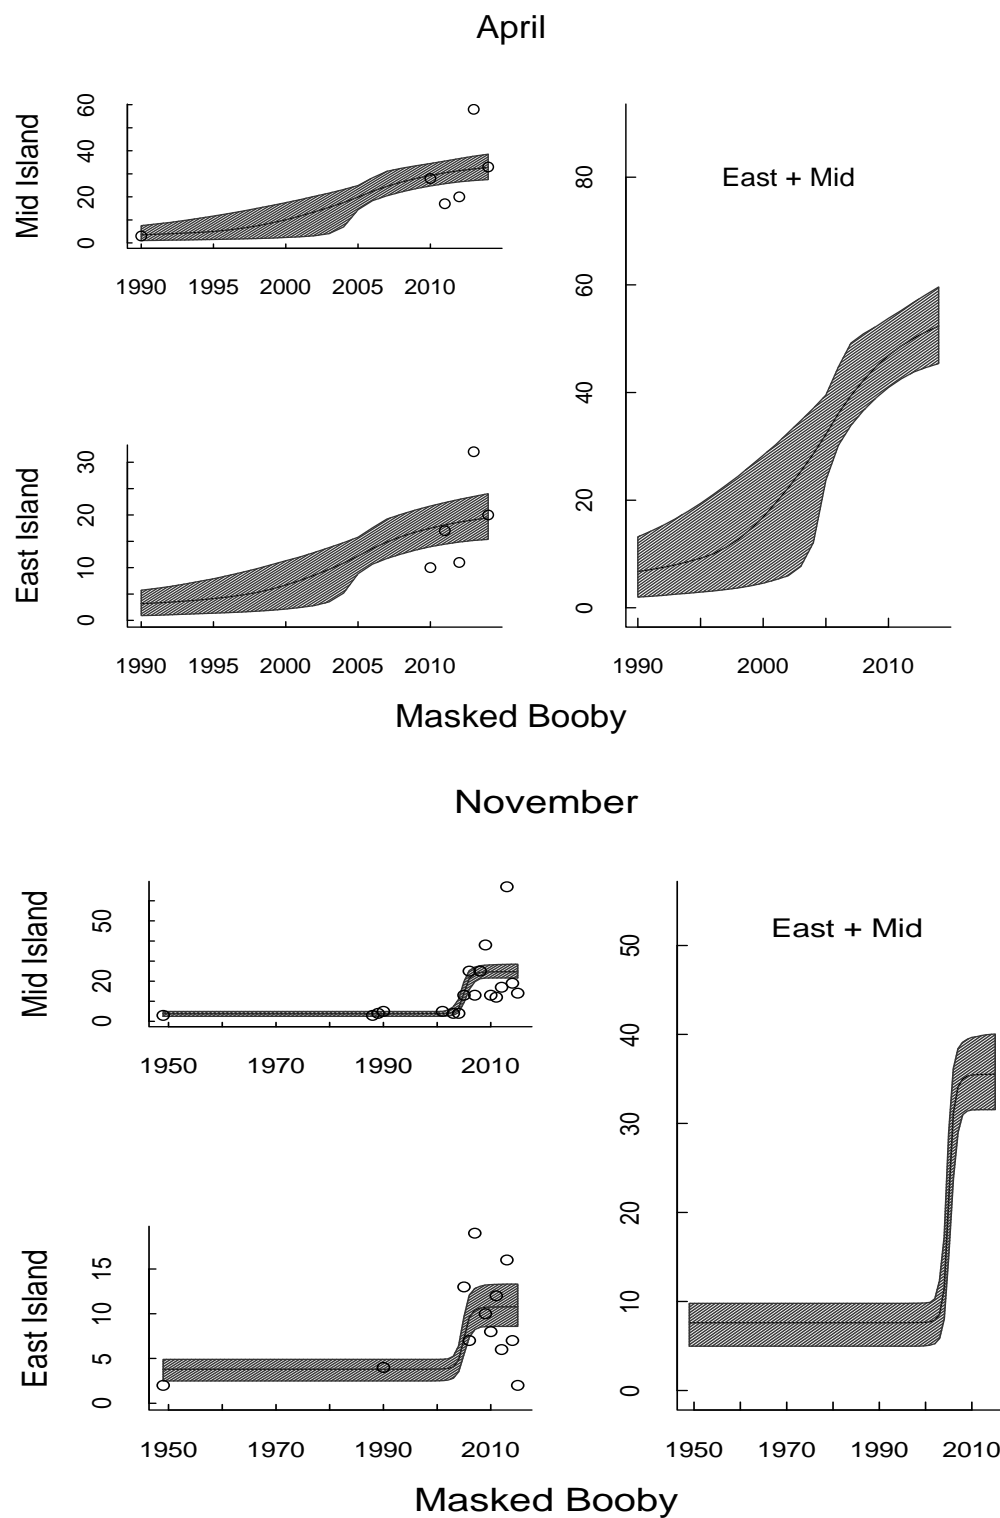 April
Mid Island
0 20 40 60
1990 1995 2000 2005 2010
East Island
0 10 20 30
1990 1995 2000 2005 2010
East + Mid
0 20 40 60 80
1990 2000 2010
Masked Booby
November
Mid Island
0 20 50
1950 1970 1990 2010
East Island
0 5 10 15
1950 1970 1990 2010
East + Mid
0 10 20 30 40 50
1950 1970 1990 2010
Masked Booby